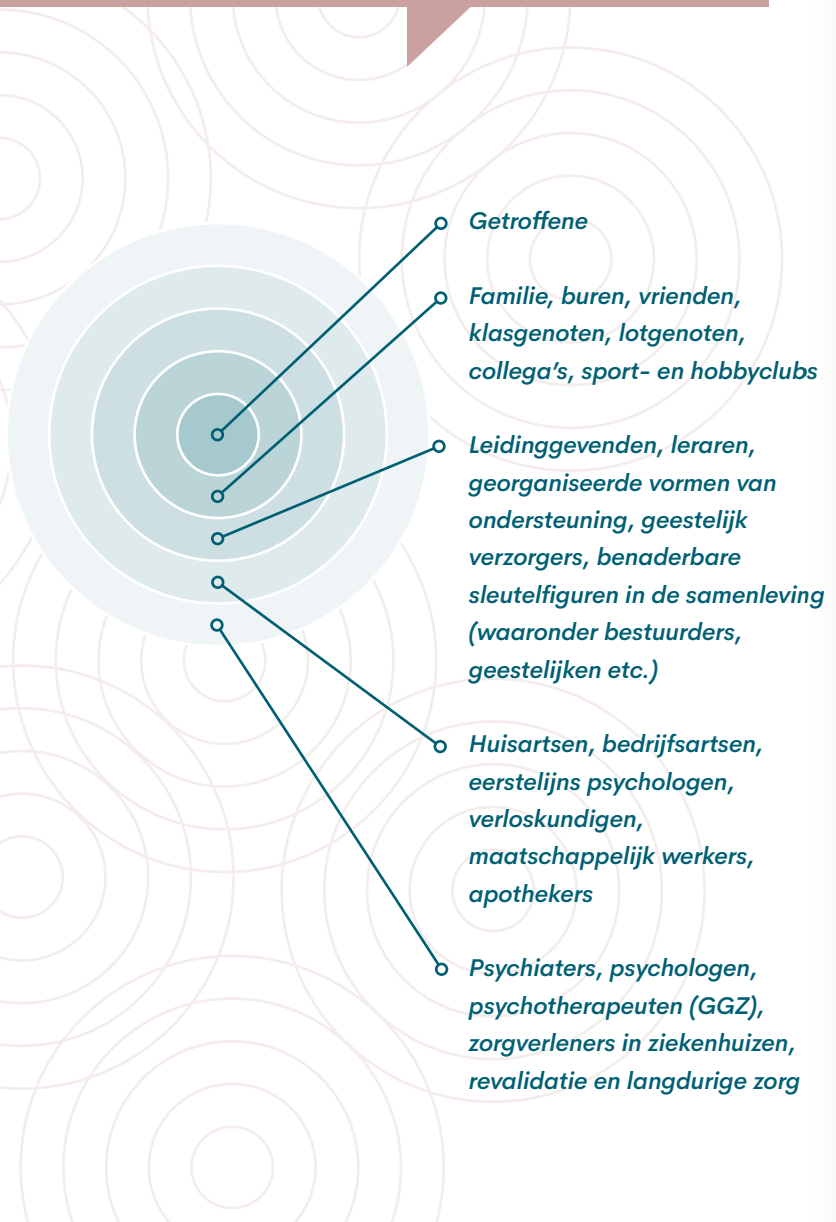 Getroffene
Familie, buren, vrienden,
klasgenoten, lotgenoten,
collega's, sport- en hobbyclubs
Leidinggevenden, leraren,
georganiseerde vormen van
ondersteuning, geestelijk
verzorgers, benaderbare
sleutelfiguren in de samenleving
(waaronder bestuurders,
geestelijken etc.)
Huisartsen, bedrijfsartsen,
eerstelijns psychologen,
verloskundigen,
maatschappelijk werkers,
apothekers
Psychiaters, psychologen,
psychotherapeuten (GGZ),
zorgverleners in ziekenhuizen,
revalidatie en langdurige zorg